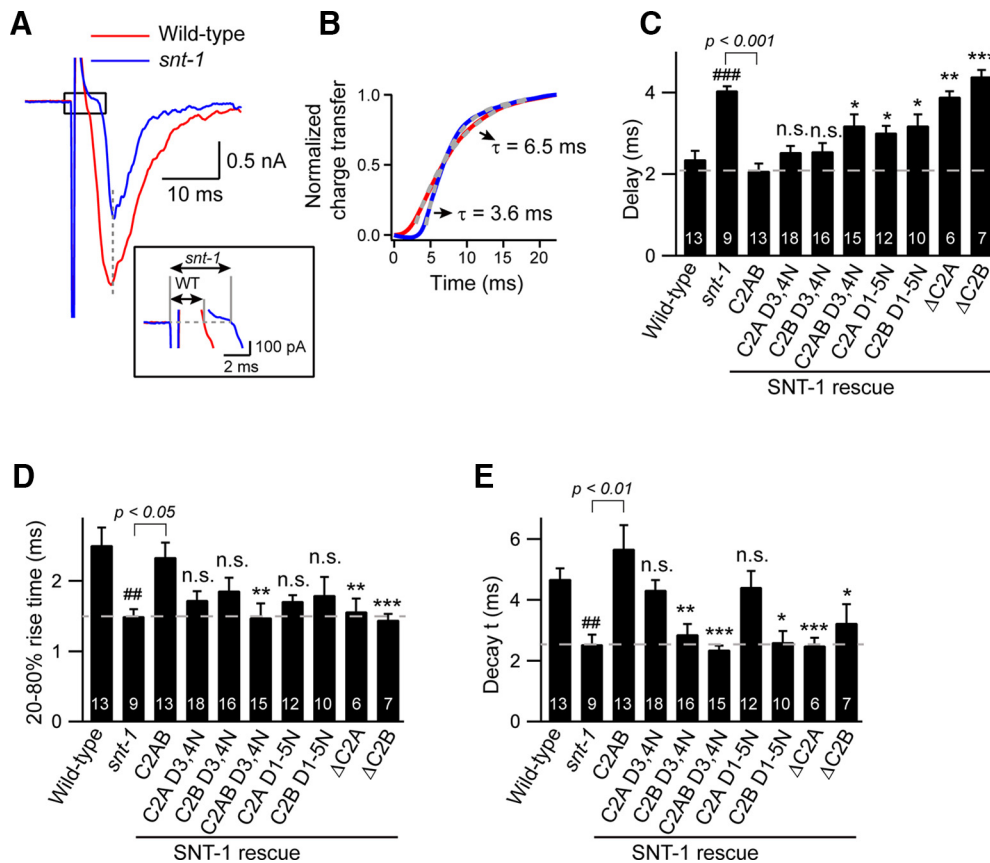 A
Wild-type
snt-1
0.5 nA
10 ms
snt-1
WT
100 pA
2 ms
B
Normalized
charge transfer
1.0
0.5
0.0
τ = 6.5 ms
τ = 3.6 ms
0 5 10 15 20
Time (ms)
C
p < 0.001
Delay (ms)
4
2
0
### n.s. n.s. * * * ** ***
13 9 13 18 16 15 12 10 6 7
Wild-type
snt-1
C2AB
C2A D3,4N
C2B D3,4N
C2AB D3,4N
C2A D1-5N
C2B D1-5N
ΔC2A
ΔC2B
SNT-1 rescue
D
p < 0.05
20-80% rise time (ms)
2
1
0
## n.s. n.s. ** n.s. n.s. ** ***
13 9 13 18 16 15 12 10 6 7
Wild-type
snt-1
C2AB
C2A D3,4N
C2B D3,4N
C2AB D3,4N
C2A D1-5N
C2B D1-5N
ΔC2A
ΔC2B
SNT-1 rescue
E
p < 0.01
Decay t (ms)
6
4
2
0
## n.s. ** *** n.s. * *** *
13 9 13 18 16 15 12 10 6 7
Wild-type
snt-1
C2AB
C2A D3,4N
C2B D3,4N
C2AB D3,4N
C2A D1-5N
C2B D1-5N
ΔC2A
ΔC2B
SNT-1 rescue